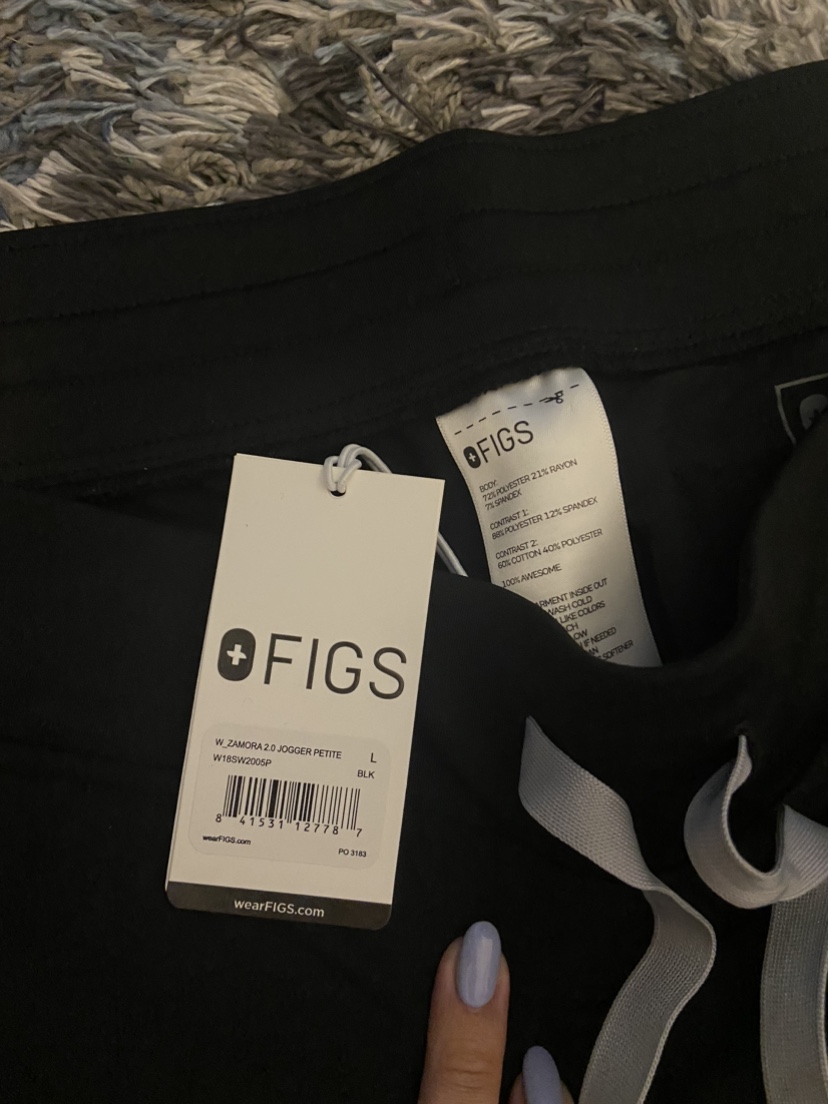 FIGS
BODY:
72% POLYESTER 21% RAYON
7% SPANDEX
CONTRAST 1:
88% POLYESTER 12% SPANDEX
CONTRAST 2:
60% COTTON 40% POLYESTER
100% AWESOME
INSIDE OUT
WASH COLD
LIKE COLORS
IF NEEDED
SOFTENER
FIGS
W_ZAMORA 2.0 JOGGER PETITE L
W18SW2005P BLK
8 41531 12778 7
wearFIGS.com
PO 3183
wearFIGS.com